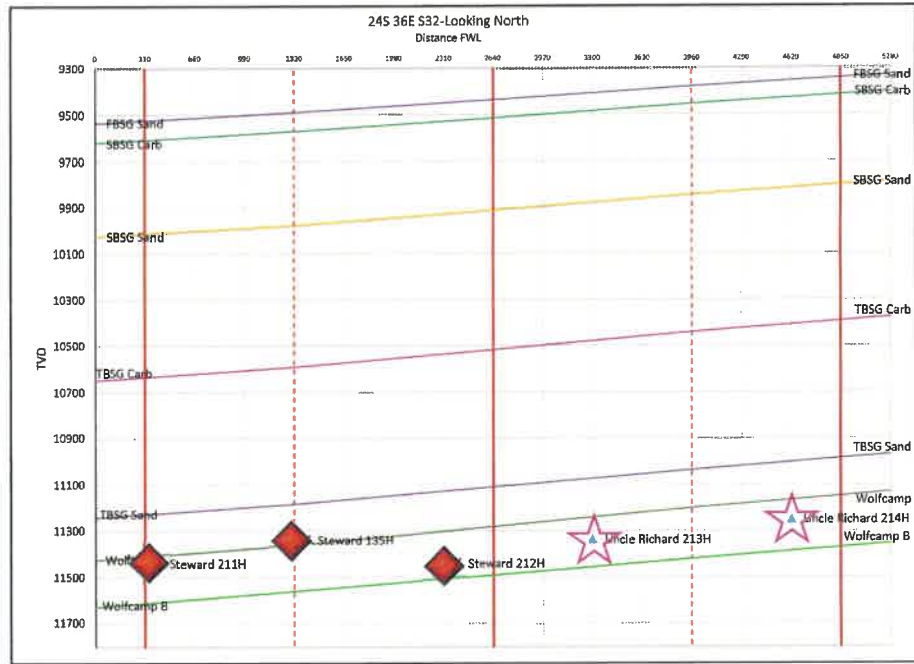 24S 36E S32-Looking North
Distance FWL
0 330 660 990 1320 1650 1980 2310 2640 2970 3300 3630 3960 4290 4620 4950 5280
9300
9500
9700
9900
10100
10300
10500
10700
10900
11100
11300
11500
11700
TVD
FBSG Sand
SBSG Carb
SBSG Sand
TBSG Carb
TBSG Sand
Wolfcamp B
FBSG Sand
SBSG Carb
SBSG Sand
TBSG Carb
TBSG Sand
Wolfcamp
Wolfcamp B
Steward 211H
Steward 135H
Steward 212H
Uncle Richard 213H
Uncle Richard 214H